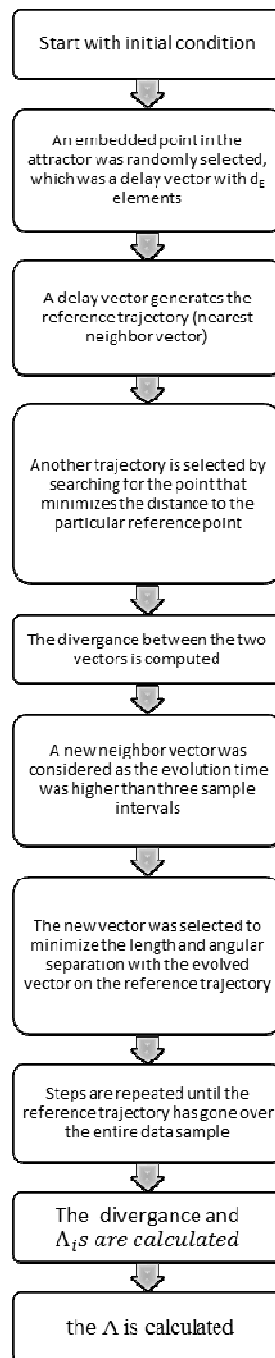 Start with initial condition
An embedded point in the
attractor was randomly selected,
which was a delay vector with dE
elements
A delay vector generates the
reference trajectory (nearest
neighbor vector)
Another trajectory is selected by
searching for the point that
minimizes the distance to the
particular reference point
The divergance between the two
vectors is computed
A new neighbor vector was
considered as the evolution time
was higher than three sample
intervals
The new vector was selected to
minimize the length and angular
separation with the evolved
vector on the reference trajectory
Steps are repeated until the
reference trajectory has gone over
the entire data sample
The divergance and
Λis are calculated
the Λ is calculated